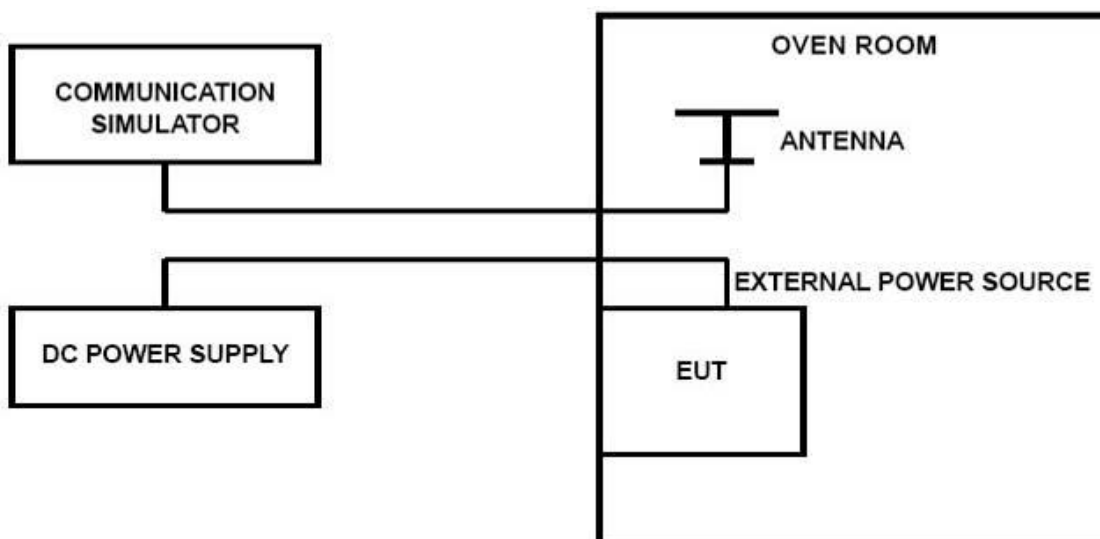 OVEN ROOM
COMMUNICATION
SIMULATOR
ANTENNA
EXTERNAL POWER SOURCE
DC POWER SUPPLY
EUT